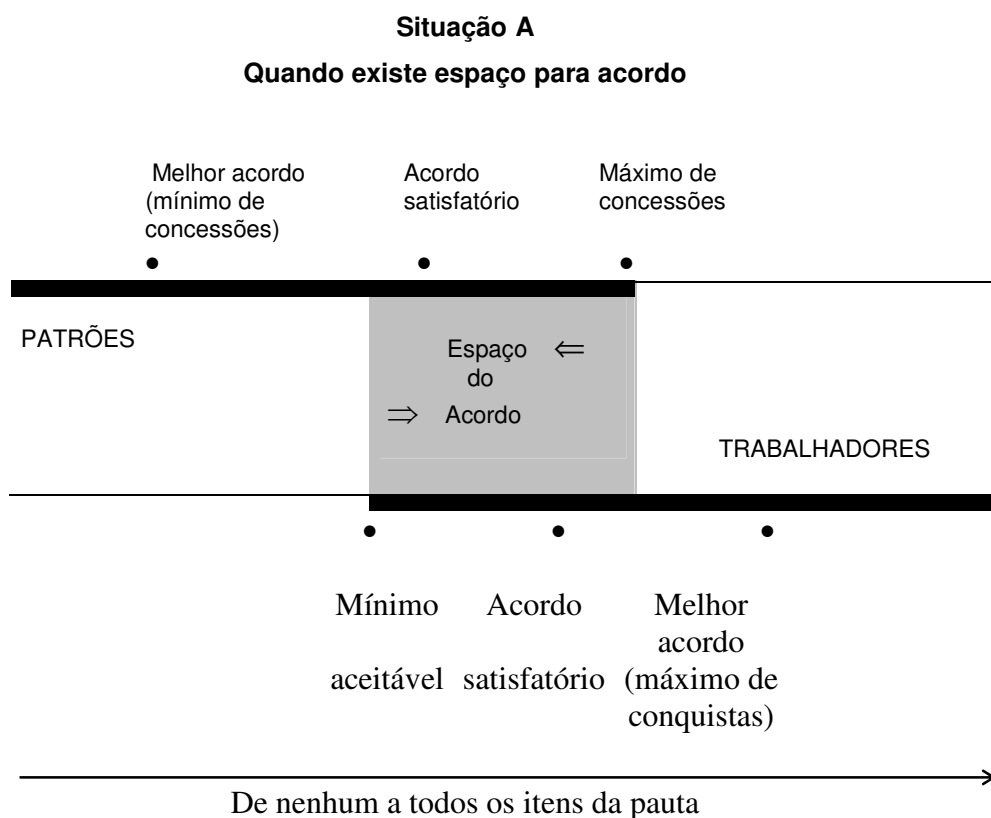 Situação A
Quando existe espaço para acordo
Melhor acordo
(mínimo de
concessões)
Acordo
satisfatório
Máximo de
concessões
PATRÕES
Espaço ⇐
do
⇒ Acordo
TRABALHADORES
Mínimo
aceitável
Acordo
satisfatório
Melhor
acordo
(máximo de
conquistas)
De nenhum a todos os itens da pauta